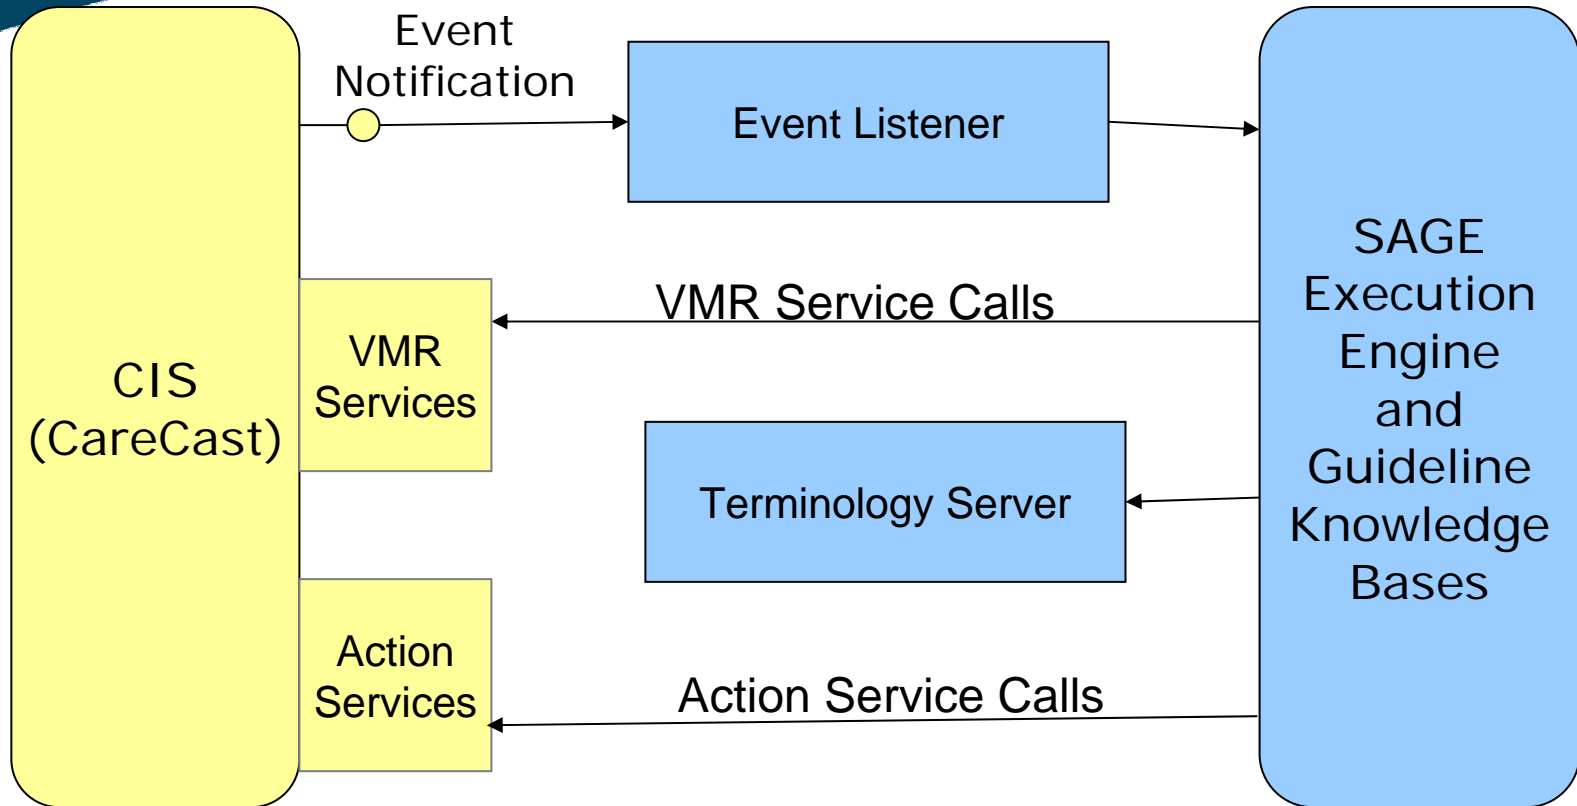 Event
Notification
Event Listener
CIS
(CareCast)
VMR Service Calls
VMR
Services
Terminology Server
Action
Services
Action Service Calls
SAGE
Execution
Engine
and
Guideline
Knowledge
Bases